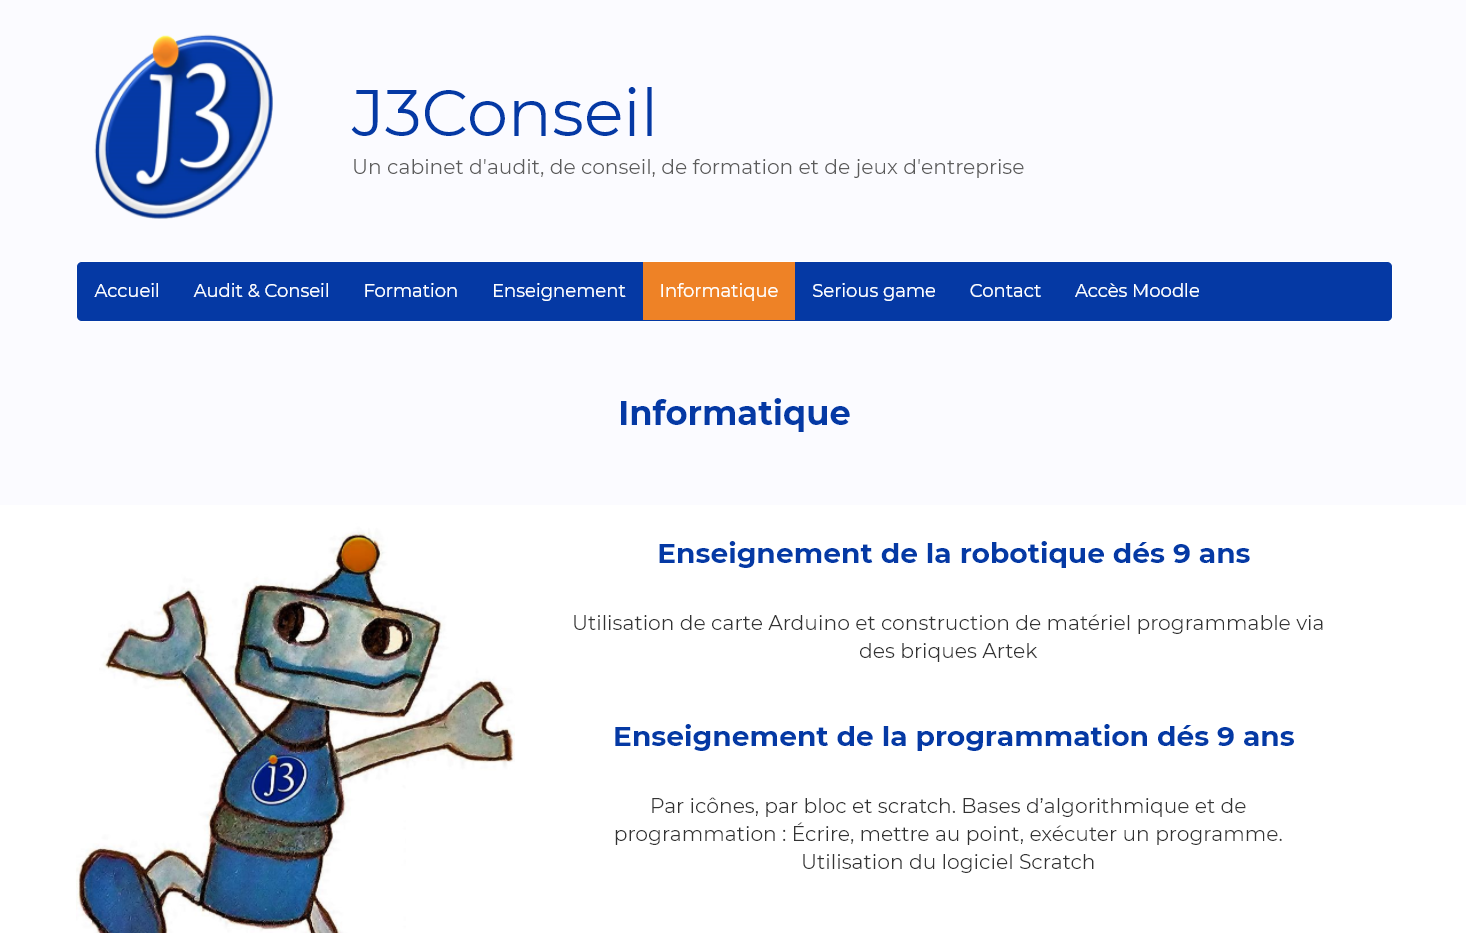 j3
J3Conseil
Un cabinet d'audit, de conseil, de formation et de jeux d'entreprise
Accueil Audit & Conseil Formation Enseignement Informatique Serious game Contact Accès Moodle
Informatique
Enseignement de la robotique dés 9 ans
Utilisation de carte Arduino et construction de matériel programmable via
des briques Artek
Enseignement de la programmation dés 9 ans
Par icônes, par bloc et scratch. Bases d’algorithmique et de
programmation : Écrire, mettre au point, exécuter un programme.
Utilisation du logiciel Scratch
j3